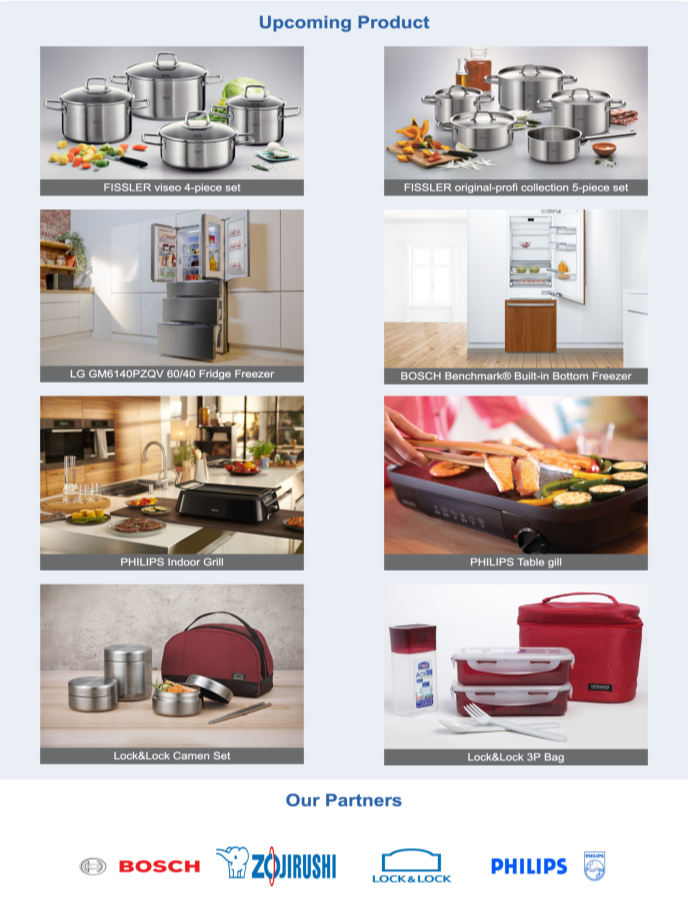 Upcoming Product
FISSLER viseo 4-piece set
FISSLER original-profi collection 5-piece set
LG GM6140PZQV 60/40 Fridge Freezer
BOSCH Benchmark® Built-in Bottom Freezer
PHILIPS Indoor Grill
PHILIPS Table gill
Lock&Lock Camen Set
Lock&Lock 3P Bag
Our Partners
BOSCH
ZOJIRUSHI
LOCK&LOCK
PHILIPS
PHILIPS